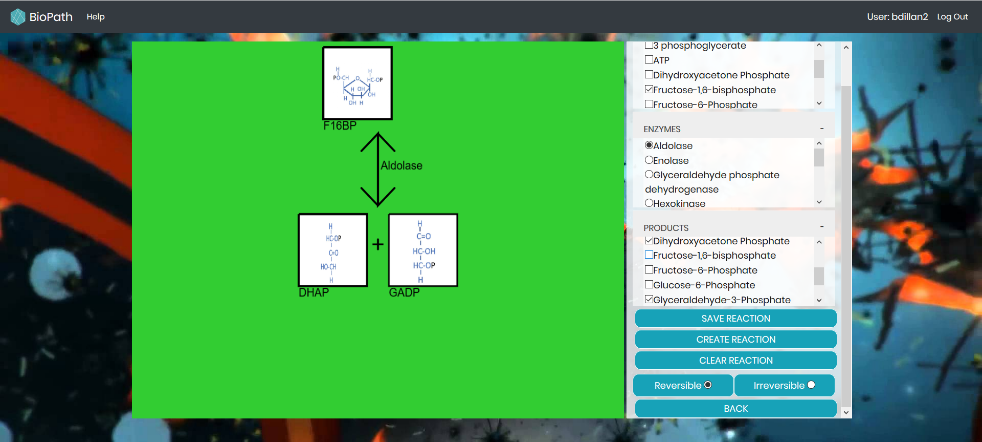 BioPath
Help
User: bdillan2
Log Out
F16BP
Aldolase
+
DHAP
GADP
3 phosphoglycerate
ATP
Dihydroxyacetone Phosphate
Fructose-1,6-bisphosphate
Fructose-6-Phosphate
ENZYMES -
Aldolase
Enolase
Glyceraldehyde phosphate
dehydrogenase
Hexokinase
PRODUCTS -
Dihydroxyacetone Phosphate
Fructose-1,6-bisphosphate
Fructose-6-Phosphate
Glucose-6-Phosphate
Glyceraldehyde-3-Phosphate
SAVE REACTION
CREATE REACTION
CLEAR REACTION
Reversible
Irreversible
BACK